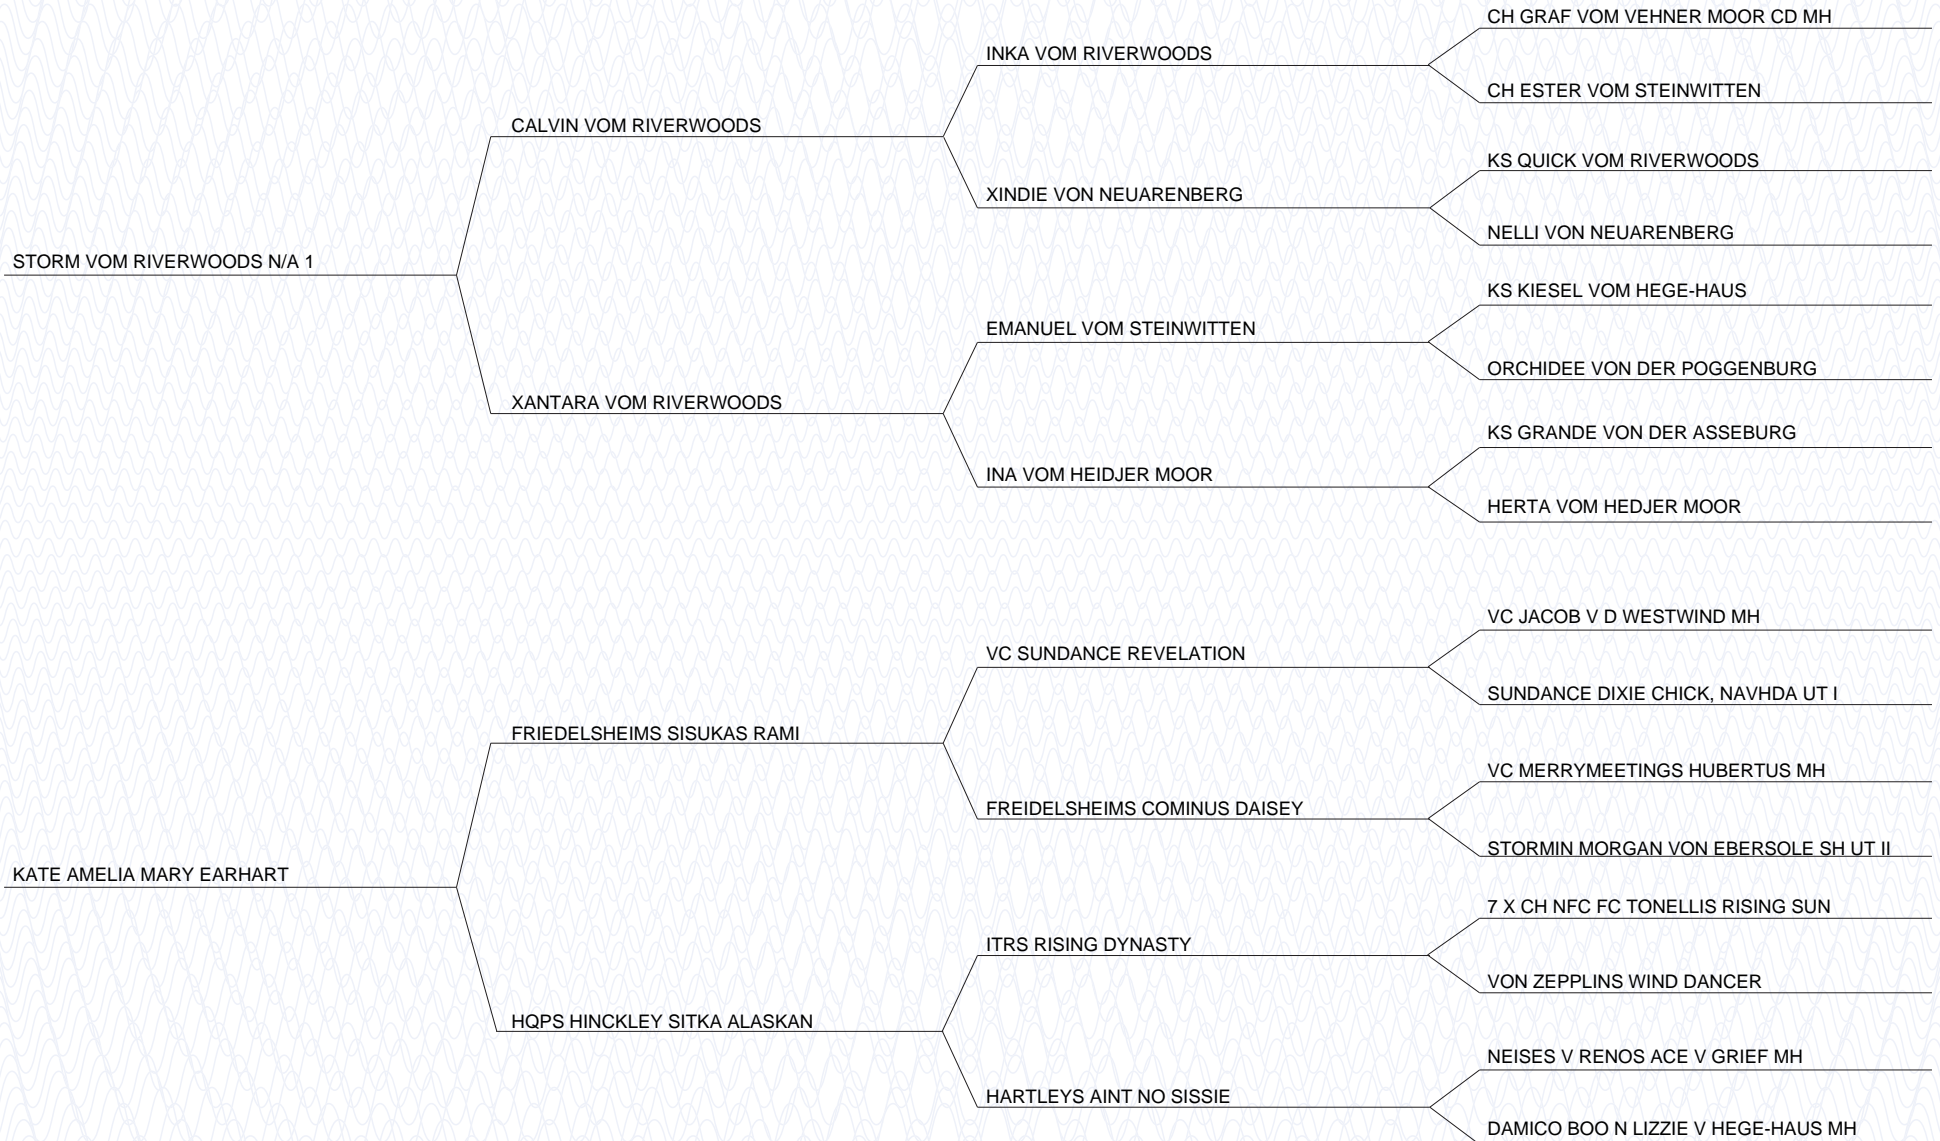 CH GRAF VOM VEHNER MOOR CD MH
INKA VOM RIVERWOODS
CH ESTER VOM STEINWITTEN
CALVIN VOM RIVERWOODS
KS QUICK VOM RIVERWOODS
XINDIE VON NEUARENBERG
NELLI VON NEUARENBERG
STORM VOM RIVERWOODS N/A 1
KS KIESEL VOM HEGE-HAUS
EMANUEL VOM STEINWITTEN
ORCHIDEE VON DER POGGENBURG
XANTARA VOM RIVERWOODS
KS GRANDE VON DER ASSEBURG
INA VOM HEIDJER MOOR
HERTA VOM HEDJER MOOR
VC JACOB V D WESTWIND MH
VC SUNDANCE REVELATION
SUNDANCE DIXIE CHICK, NAVHDA UT I
FRIEDELSHEIMS SISUKAS RAMI
VC MERRYMEETINGS HUBERTUS MH
FREIDELSHEIMS COMINUS DAISEY
STORMIN MORGAN VON EBERSOLE SH UT II
KATE AMELIA MARY EARHART
7 X CH NFC FC TONELLIS RISING SUN
ITRS RISING DYNASTY
VON ZEPPLINS WIND DANCER
HQPS HINCKLEY SITKA ALASKAN
NEISES V RENOS ACE V GRIEF MH
HARTLEYS AINT NO SISSIE
DAMICO BOO N LIZZIE V HEGE-HAUS MH